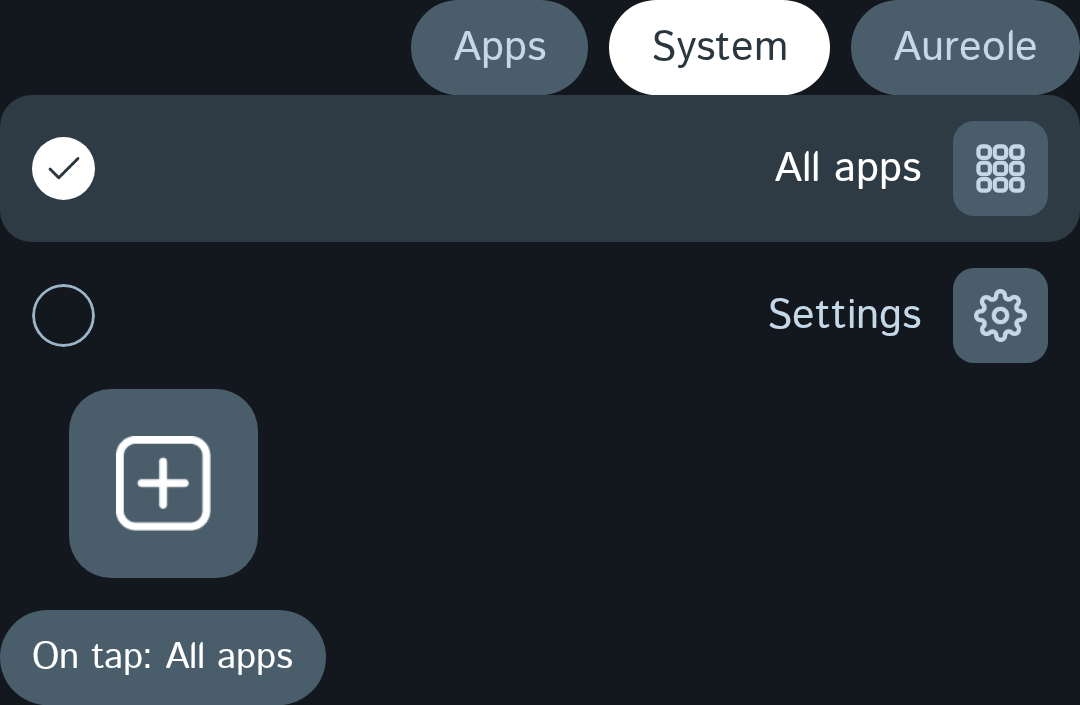 Apps
System
Aureole
All apps
Settings
On tap: All apps